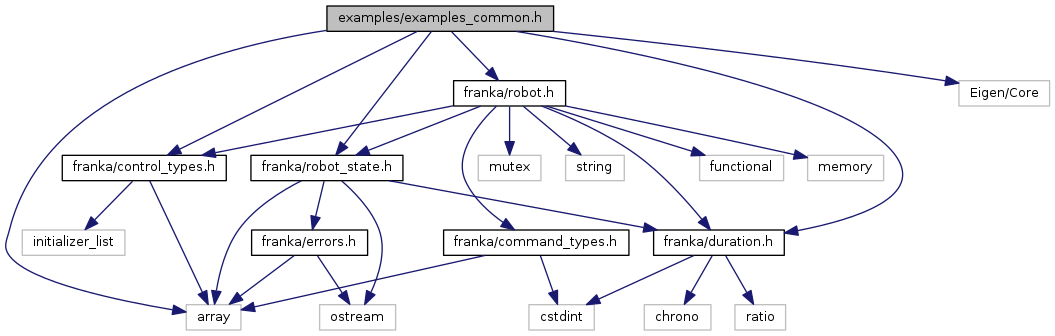 examples/examples_common.h
franka/robot.h
Eigen/Core
franka/control_types.h
franka/robot_state.h
mutex
string
functional
memory
initializer_list
franka/errors.h
franka/command_types.h
franka/duration.h
array
ostream
cstdint
chrono
ratio